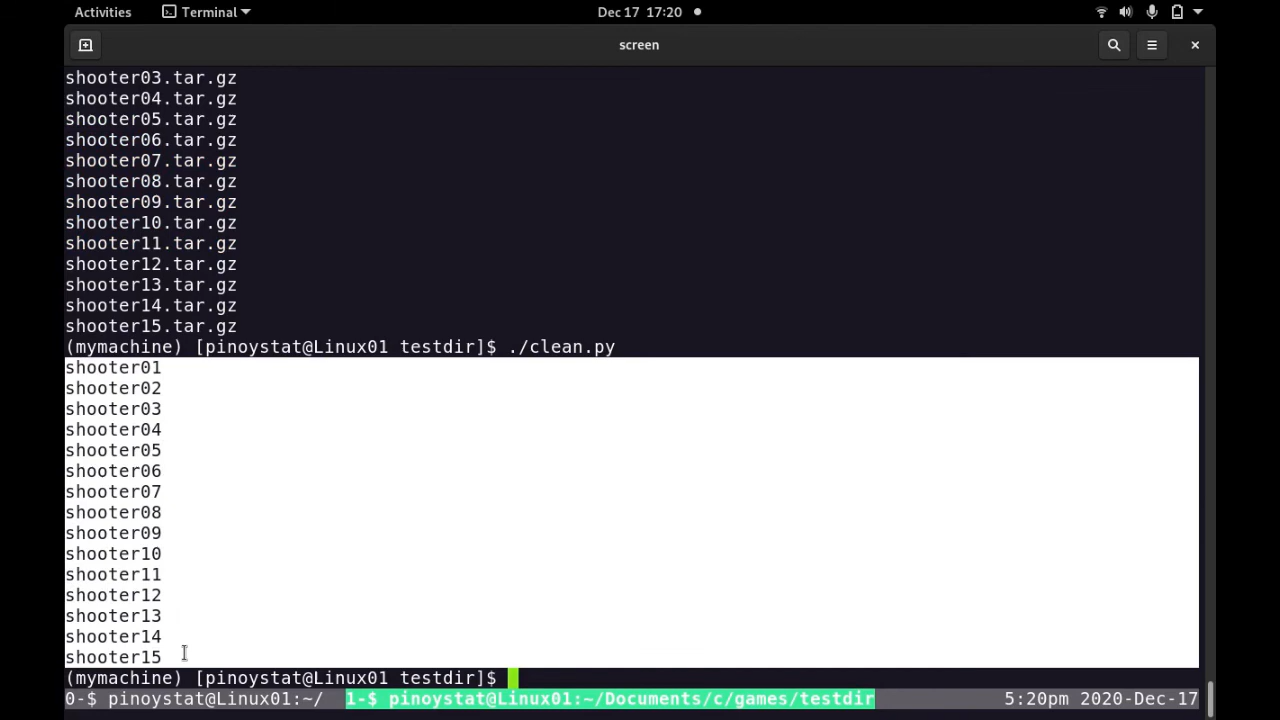 Activities Terminal Dec 17 17:20
screen
shooter03.tar.gz
shooter04.tar.gz
shooter05.tar.gz
shooter06.tar.gz
shooter07.tar.gz
shooter08.tar.gz
shooter09.tar.gz
shooter10.tar.gz
shooter11.tar.gz
shooter12.tar.gz
shooter13.tar.gz
shooter14.tar.gz
shooter15.tar.gz
(mymachine) [pinoystat@Linux01 testdir]$ ./clean.py
shooter01
shooter02
shooter03
shooter04
shooter05
shooter06
shooter07
shooter08
shooter09
shooter10
shooter11
shooter12
shooter13
shooter14
shooter15
(mymachine) [pinoystat@Linux01 testdir]$
0-$ pinoystat@Linux01:~/ 1-$ pinoystat@Linux01:~/Documents/c/games/testdir 5:20pm 2020-Dec-17